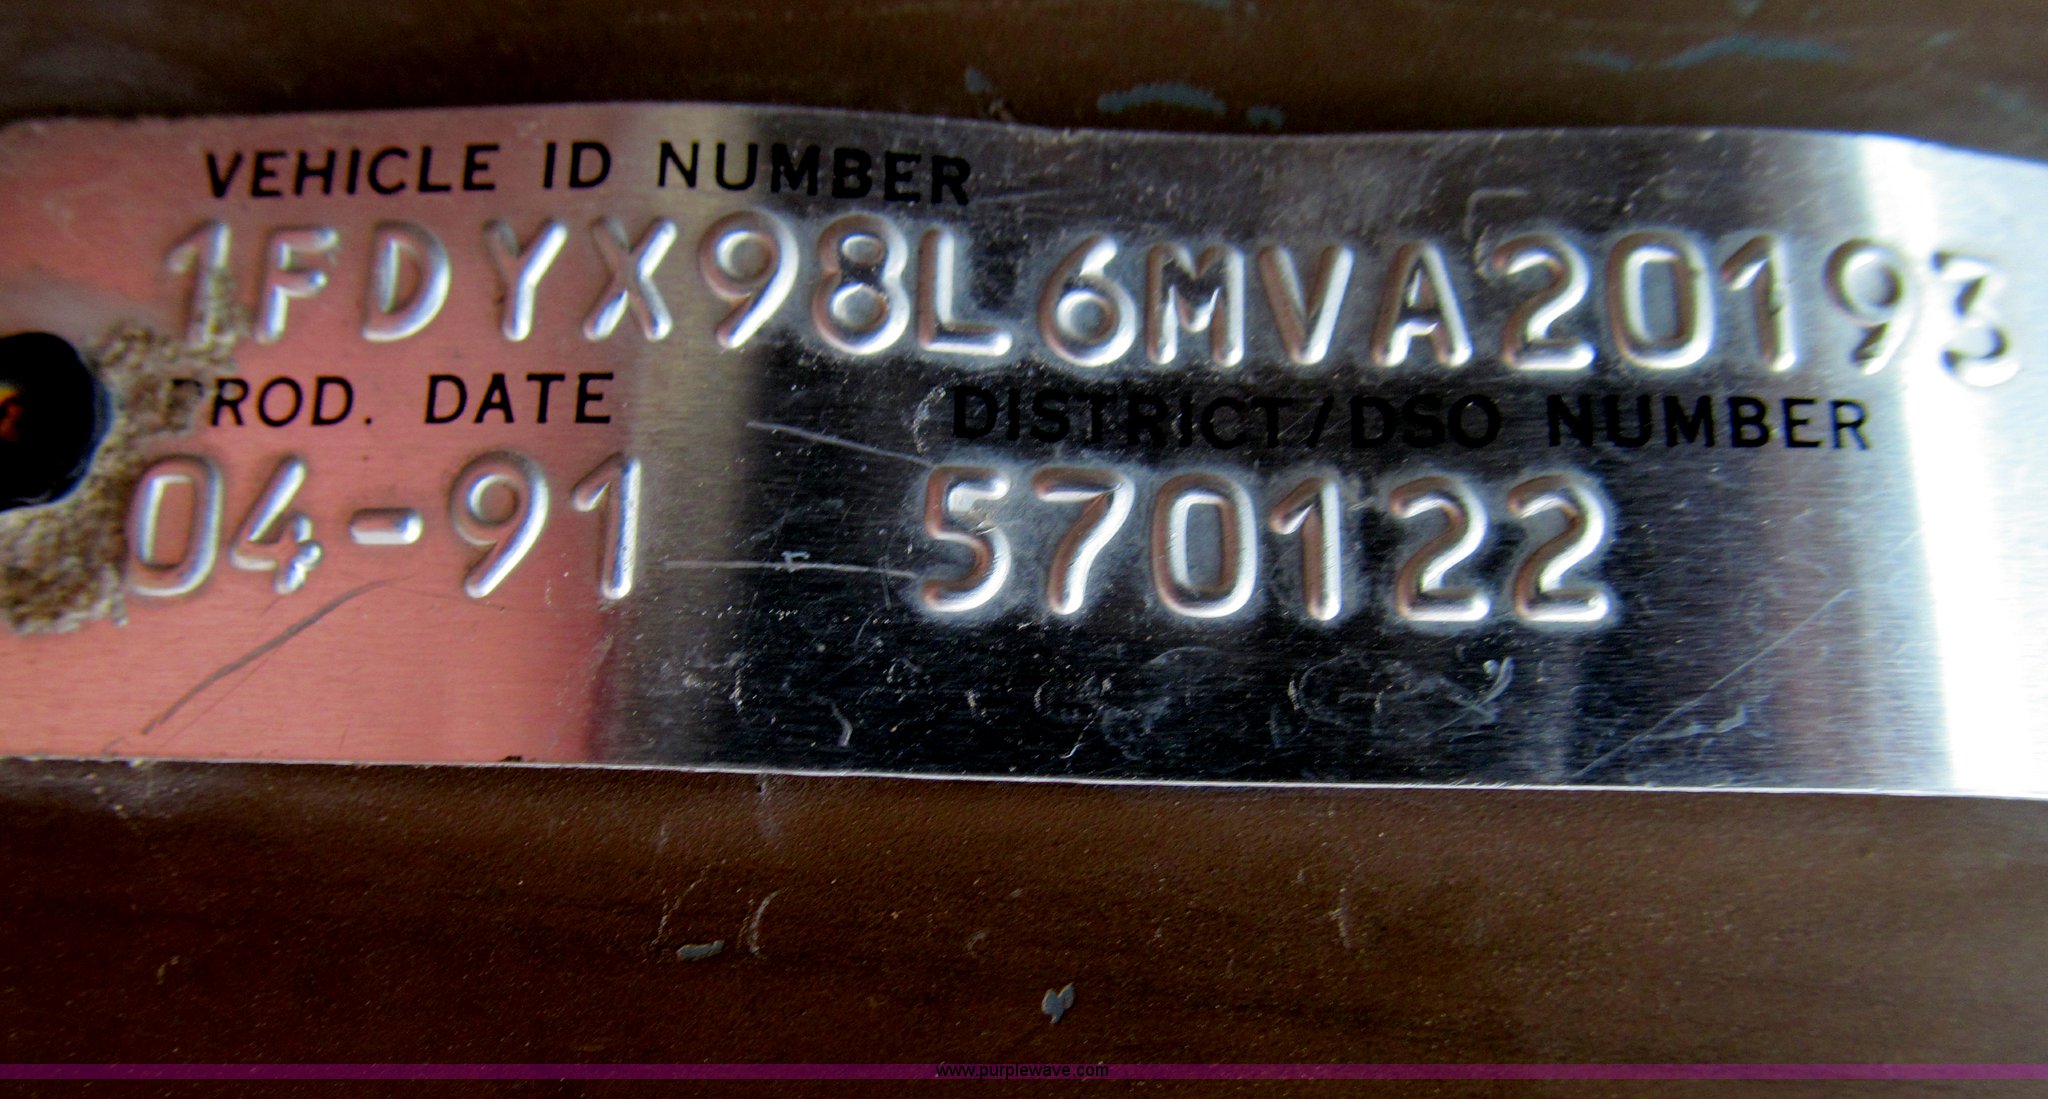 VEHICLE ID NUMBER
1FDYX98L6MVA20193
PROD. DATE DISTRICT/DSO NUMBER
04-91 570122
www.purplewave.com